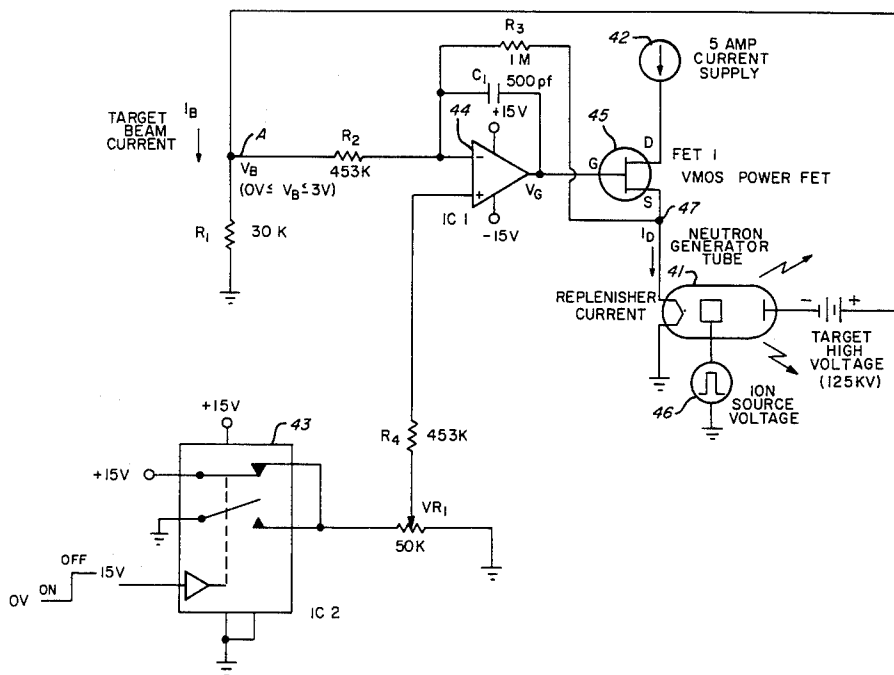 R3
1 M
C1
500pf
+15V
44
42
5 AMP
CURRENT
SUPPLY
TARGET
BEAM
CURRENT
IB
A
VB
(0V≤ VB≤3V)
R2
453K
-
+
IC 1
VG
-15V
45
G
D
S
FET 1
VMOS POWER FET
47
R1
30 K
ID
NEUTRON
GENERATOR
TUBE
41
REPLENISHER
CURRENT
- +
TARGET
HIGH
VOLTAGE
(125KV)
46
ION
SOURCE
VOLTAGE
+15V
43
R4
453K
+15V
VR1
50K
OFF
15V
0V
ON
IC 2